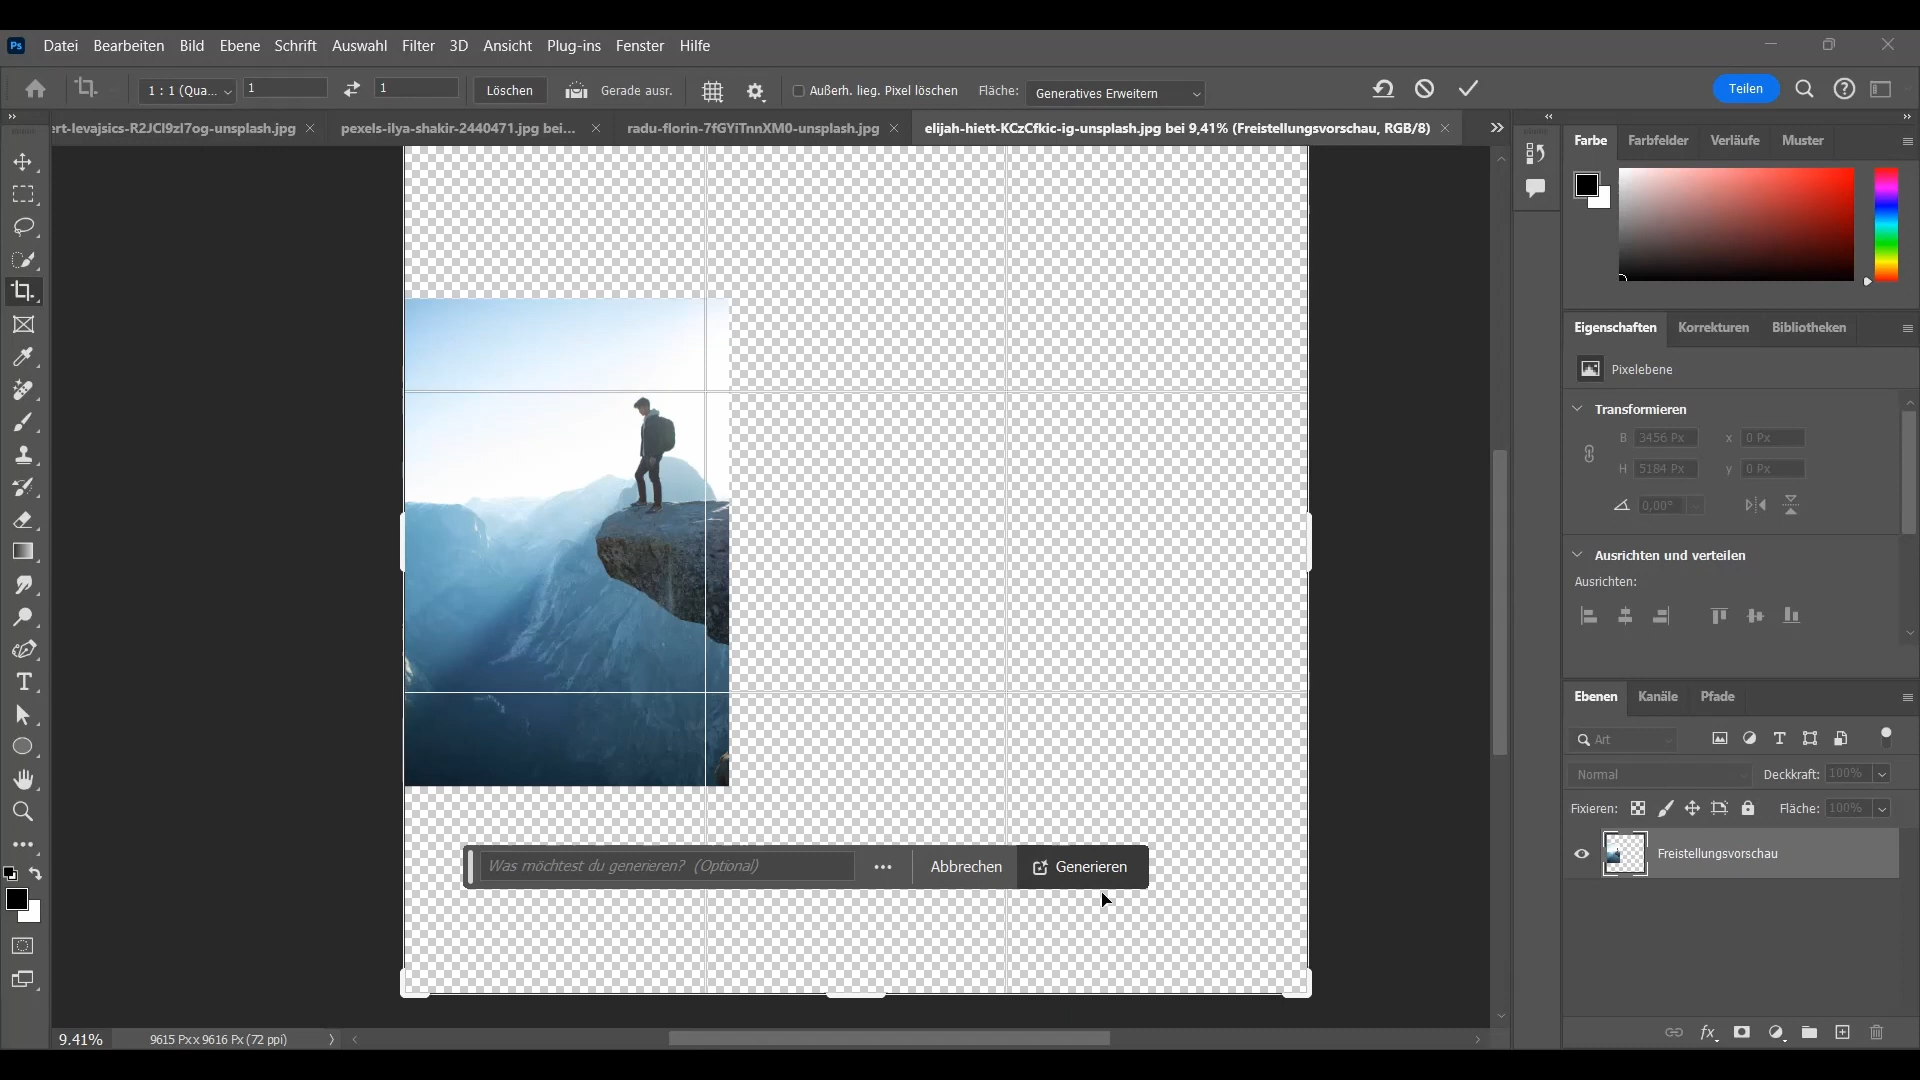 Ps Datei Bearbeiten Bild Ebene Schrift Auswahl Filter 3D Ansicht Plug-ins Fenster Hilfe
1 : 1 (Qua... 1 1 Löschen Gerade ausr. Außerh. lieg. Pixel löschen Fläche: Generatives Erweitern Teilen
ert-levajsics-R2JCl9zl7og-unsplash.jpg pexels-ilya-shakir-2440471.jpg bei... radu-florin-7fGYiTnnXM0-unsplash.jpg elijah-hiett-KCzCfkic-ig-unsplash.jpg bei 9,41% (Freistellungsvorschau, RGB/8)
Farbe Farbfelder Verläufe Muster
Eigenschaften Korrekturen Bibliotheken
Pixelebene
Transformieren
B 3456 Px x 0 Px
H 5184 Px y 0 Px
0,00°
Ausrichten und verteilen
Ausrichten:
Ebenen Kanäle Pfade
Art
Normal Deckkraft: 100%
Fixieren: Fläche: 100%
Freistellungsvorschau
Was möchtest du generieren? (Optional) Abbrechen Generieren
9.41% 9615 Px x 9616 Px (72 ppi)
fx